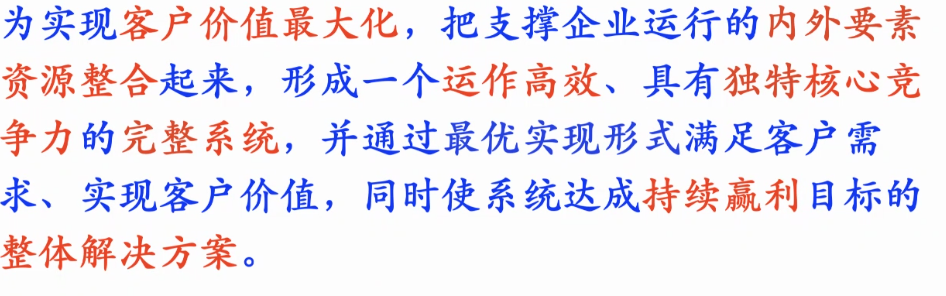 为实现客户价值最大化，把支撑企业运行的内外要素
资源整合起来，形成一个运作高效、具有独特核心竞
争力的完整系统，并通过最优实现形式满足客户需
求、实现客户价值，同时使系统达成持续赢利目标的
整体解决方案。